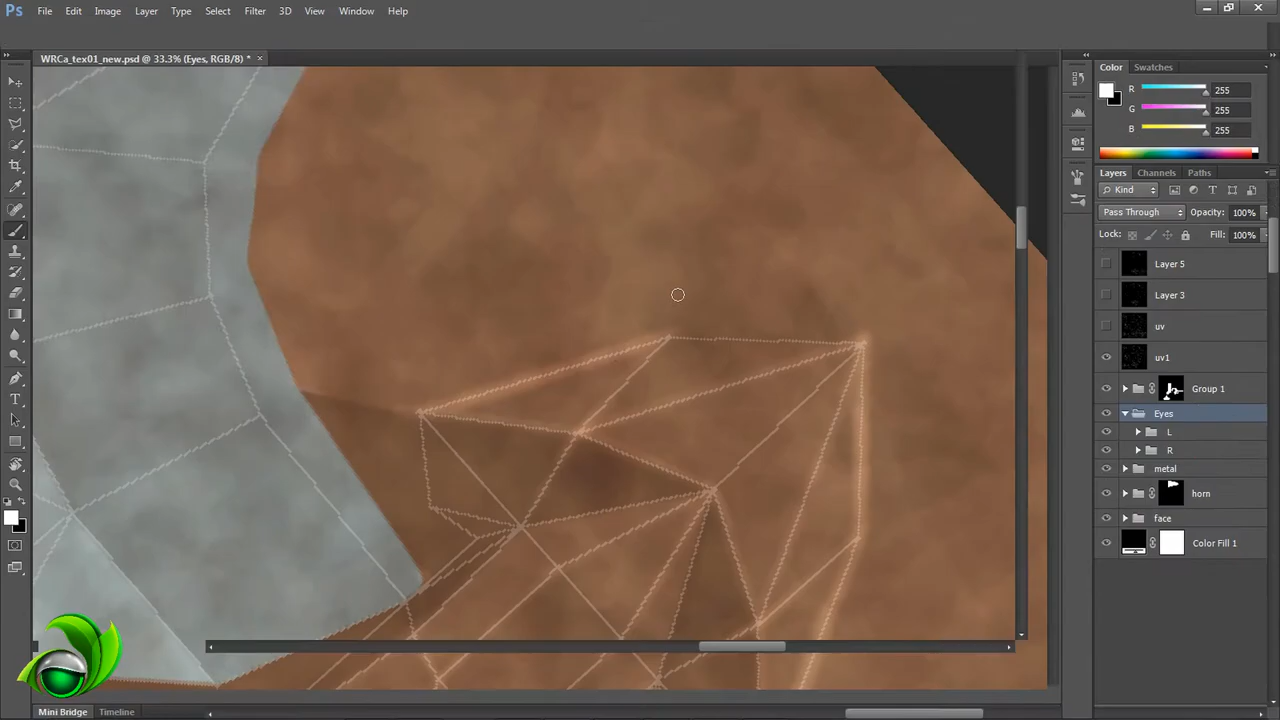 Ps File Edit Image Layer Type Select Filter 3D View Window Help
WRCa_tex01_new.psd @ 33.3% (Eyes, RGB/8) * ×
Color Swatches
R 255
G 255
B 255
Layers Channels Paths
Kind
Pass Through Opacity: 100%
Lock: Fill: 100%
Layer 5
Layer 3
uv
uv1
Group 1
Eyes
L
R
metal
horn
face
Color Fill 1
Mini Bridge Timeline